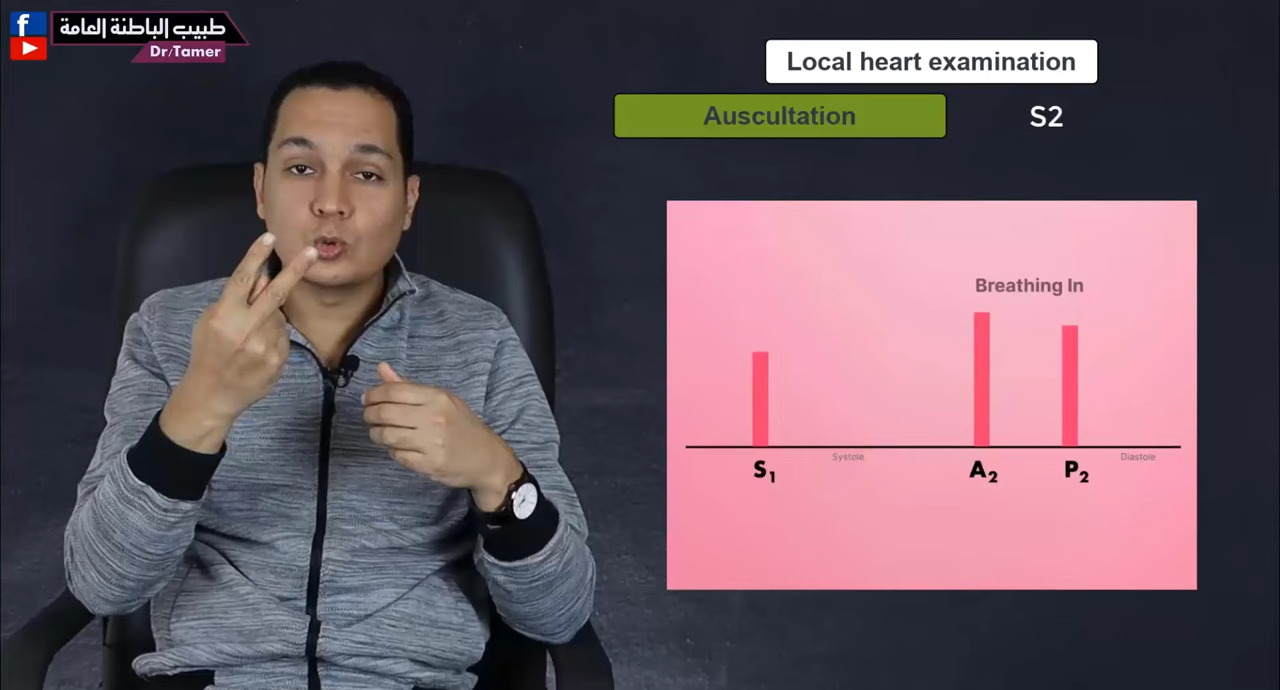 f
طبيب الباطنة العامة
Dr/Tamer
Local heart examination
Auscultation
S2
Breathing In
Systole
Diastole
S₁
A₂
P₂